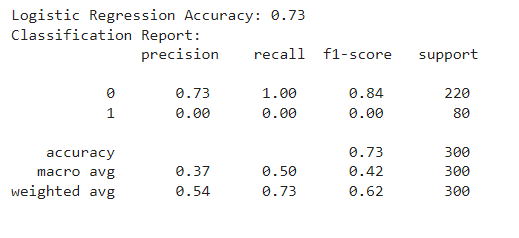 Logistic Regression Accuracy: 0.73
Classification Report:
precision recall f1-score support
0 0.73 1.00 0.84 220
1 0.00 0.00 0.00 80
accuracy 0.73 300
macro avg 0.37 0.50 0.42 300
weighted avg 0.54 0.73 0.62 300